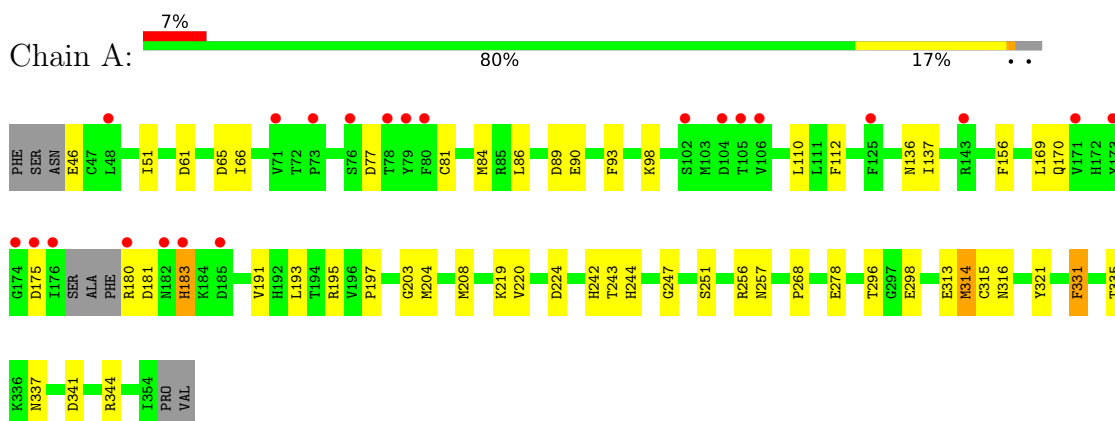 7%
Chain A:
80% 17% • •
PHE SER ASN E46 C47 L48 I51 D61 D65 I66 V71 T72 P73 S76 D77 T78 Y79 F80 C81 M84 R85 L86 D89 E90 F93 K98 S102 M103 D104 T105 V106 L110 L111 F112 F125 N136 I137 R143 F156 L169 Q170 V171 H172 Y173
G174 D175 I176 SER ALA PHE R180 D181 N182 H183 K184 D185 V191 H192 L193 T194 R195 V196 P197 G203 M204 M208 K219 V220 D224 H242 T243 H244 G247 S251 R256 N257 P268 E278 T296 G297 E298 E313 M314 C315 N316 Y321 F331 T335
K336 N337 D341 R344 I354 PRO VAL